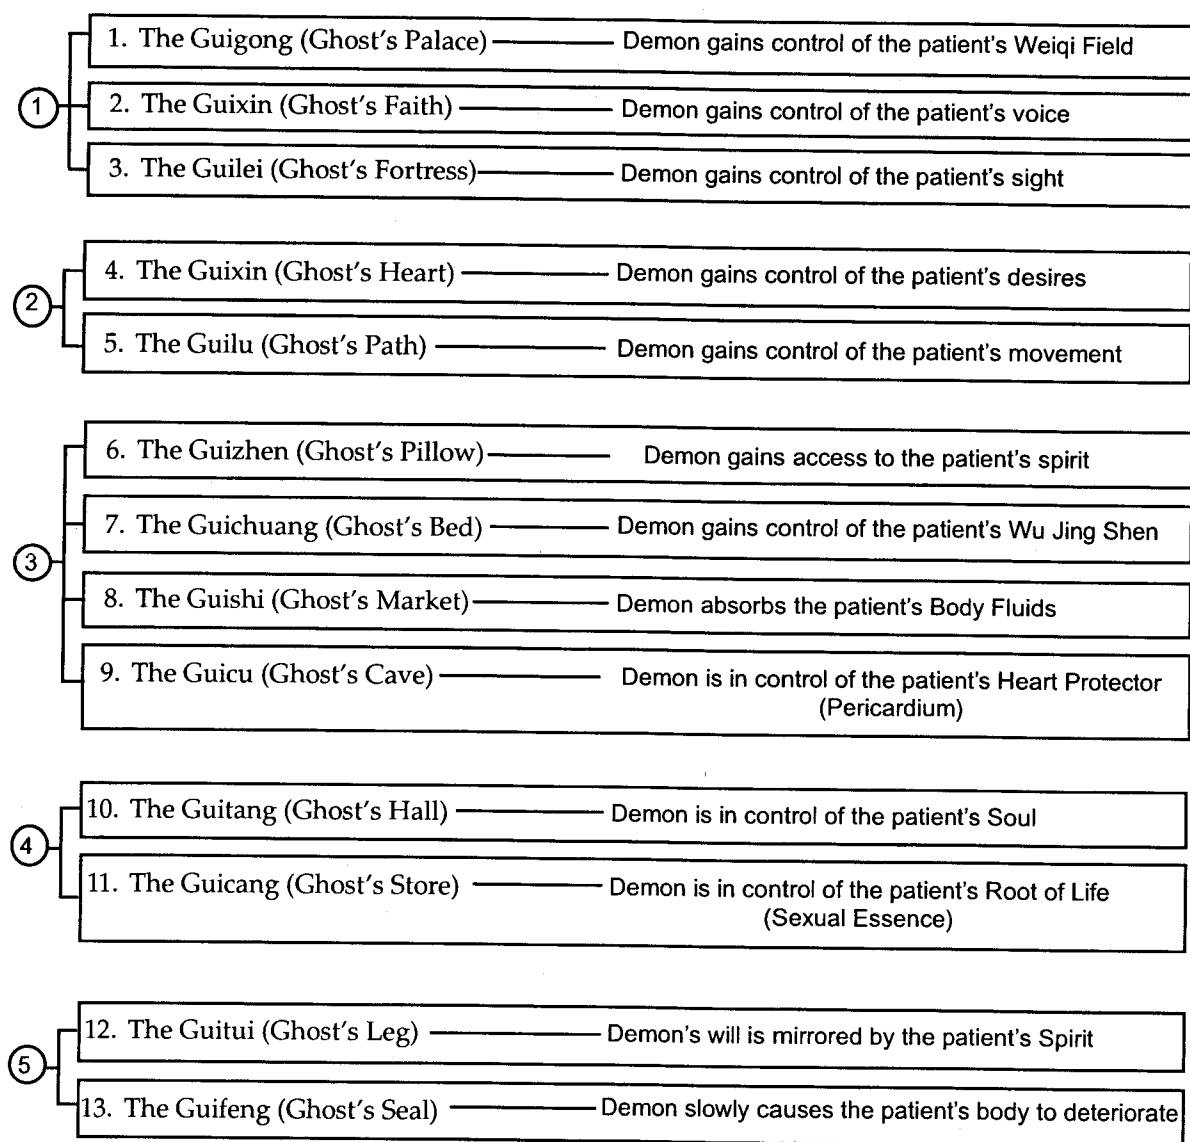 1. The Guigong (Ghost's Palace) Demon gains control of the patient's Weiqi Field
1
2. The Guixin (Ghost's Faith) Demon gains control of the patient's voice
3. The Guilei (Ghost's Fortress) Demon gains control of the patient's sight
4. The Guixin (Ghost's Heart) Demon gains control of the patient's desires
2
5. The Guilu (Ghost's Path) Demon gains control of the patient's movement
6. The Guizhen (Ghost's Pillow) Demon gains access to the patient's spirit
7. The Guichuang (Ghost's Bed) Demon gains control of the patient's Wu Jing Shen
3
8. The Guishi (Ghost's Market) Demon absorbs the patient's Body Fluids
9. The Guicu (Ghost's Cave) Demon is in control of the patient's Heart Protector
(Pericardium)
10. The Guitang (Ghost's Hall) Demon is in control of the patient's Soul
4
11. The Guicang (Ghost's Store) Demon is in control of the patient's Root of Life
(Sexual Essence)
12. The Guitui (Ghost's Leg) Demon's will is mirrored by the patient's Spirit
5
13. The Guifeng (Ghost's Seal) Demon slowly causes the patient's body to deteriorate